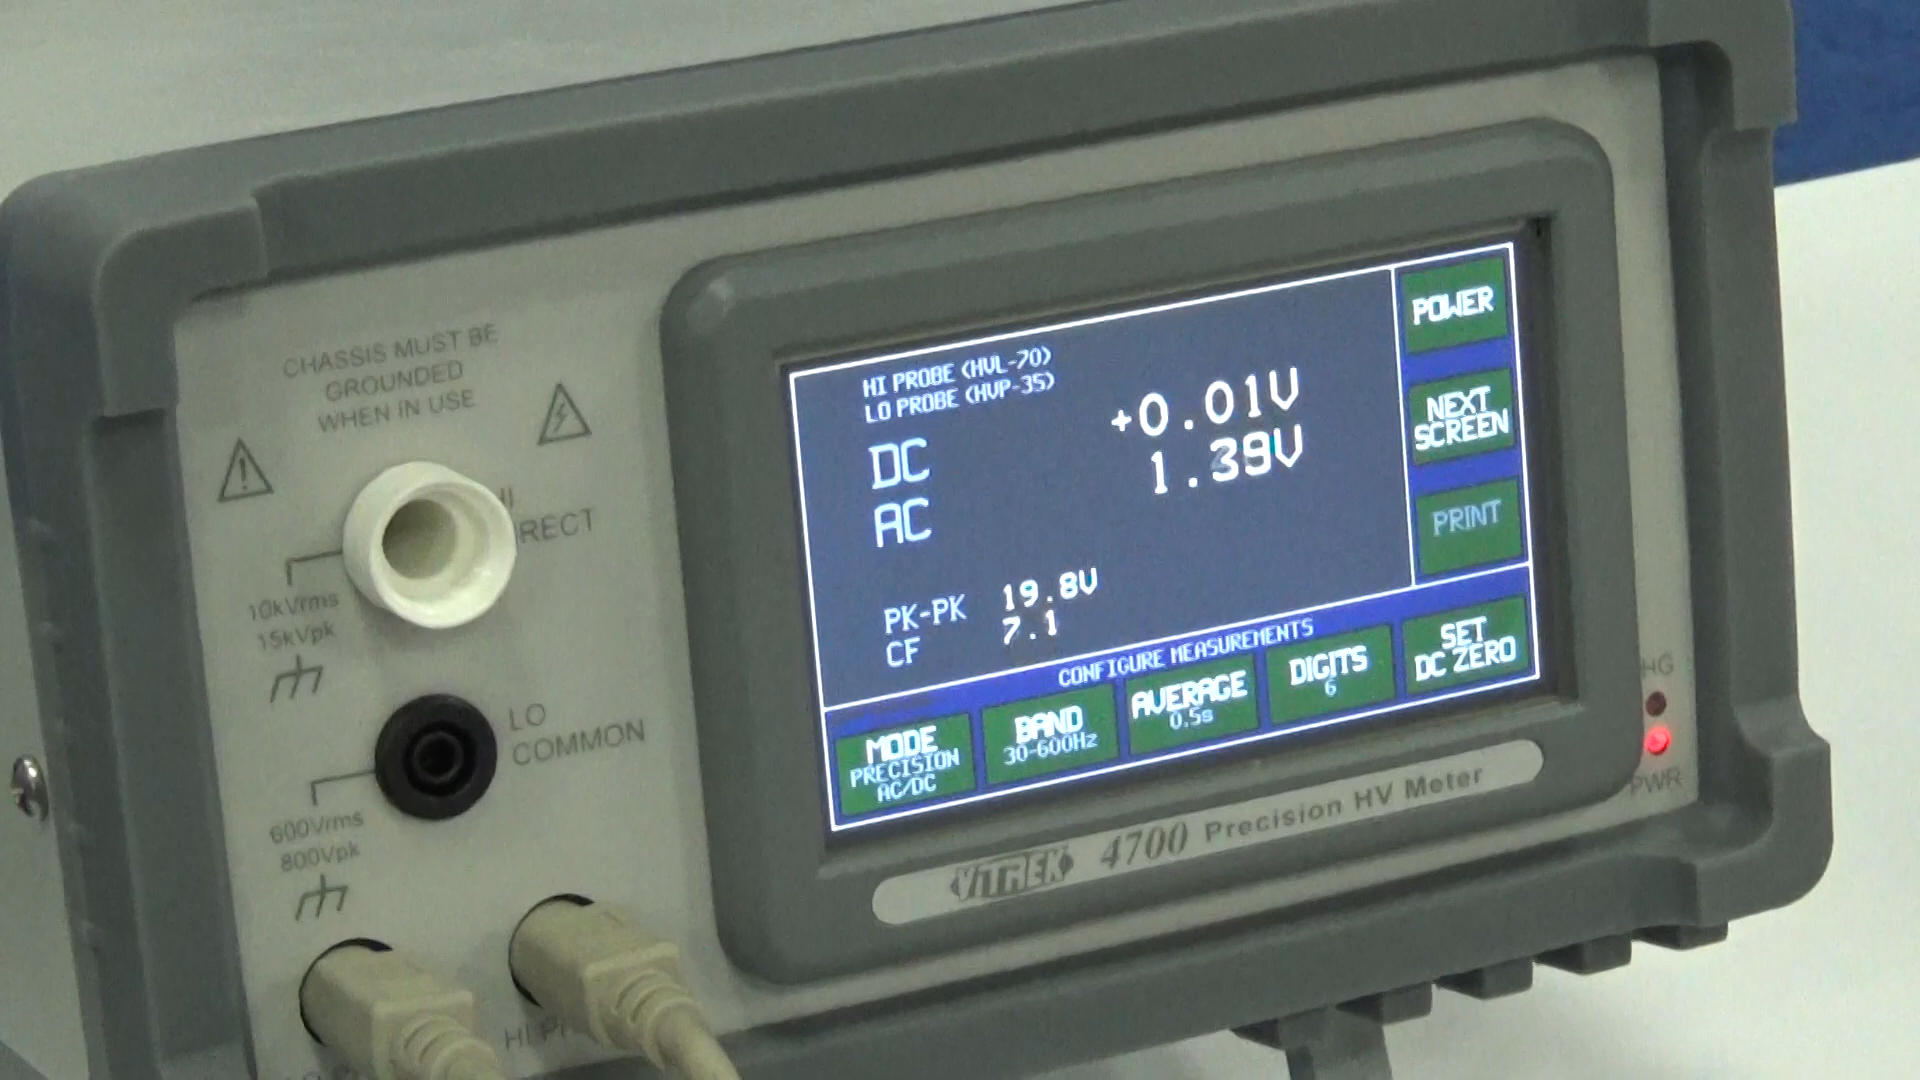 CHASSIS MUST BE
GROUNDED
WHEN IN USE
RECT
10kVrms
15kVpk
LO
COMMON
600Vrms
800Vpk
HI PROBE (HVL-70)
LO PROBE (HVP-35)
DC +0.01V
AC 1.39V
PK-PK 19.8V
CF 7.1
POWER
NEXT
SCREEN
PRINT
CONFIGURE MEASUREMENTS
MODE
PRECISION
AC/DC
BAND
30-600Hz
AVERAGE
0.5s
DIGITS
6
SET
DC ZERO
PWR
VITREK 4700 Precision HV Meter
HI